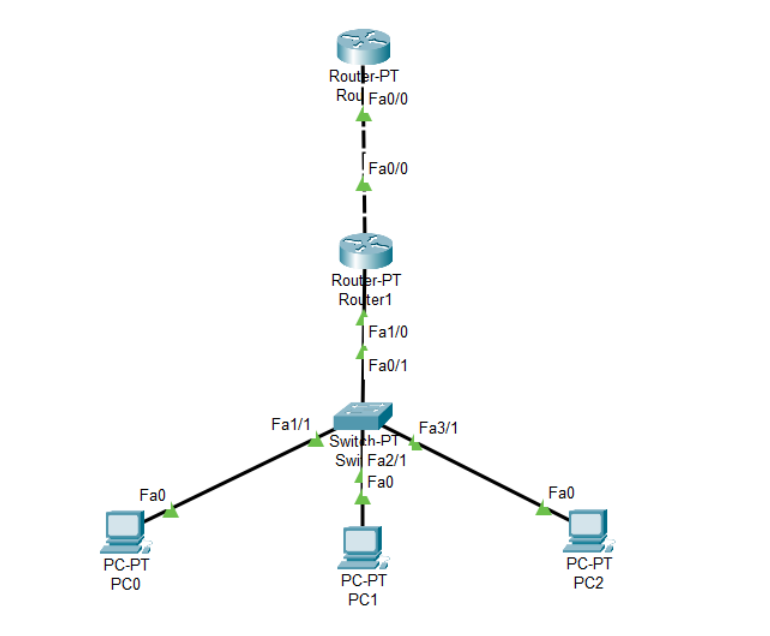 Router-PT
Rou
Fa0/0
Fa0/0
Router-PT
Router1
Fa1/0
Fa0/1
Fa1/1
Fa3/1
Switch-PT
Swi
Fa2/1
Fa0
Fa0
Fa0
PC-PT
PC0
PC-PT
PC1
PC-PT
PC2